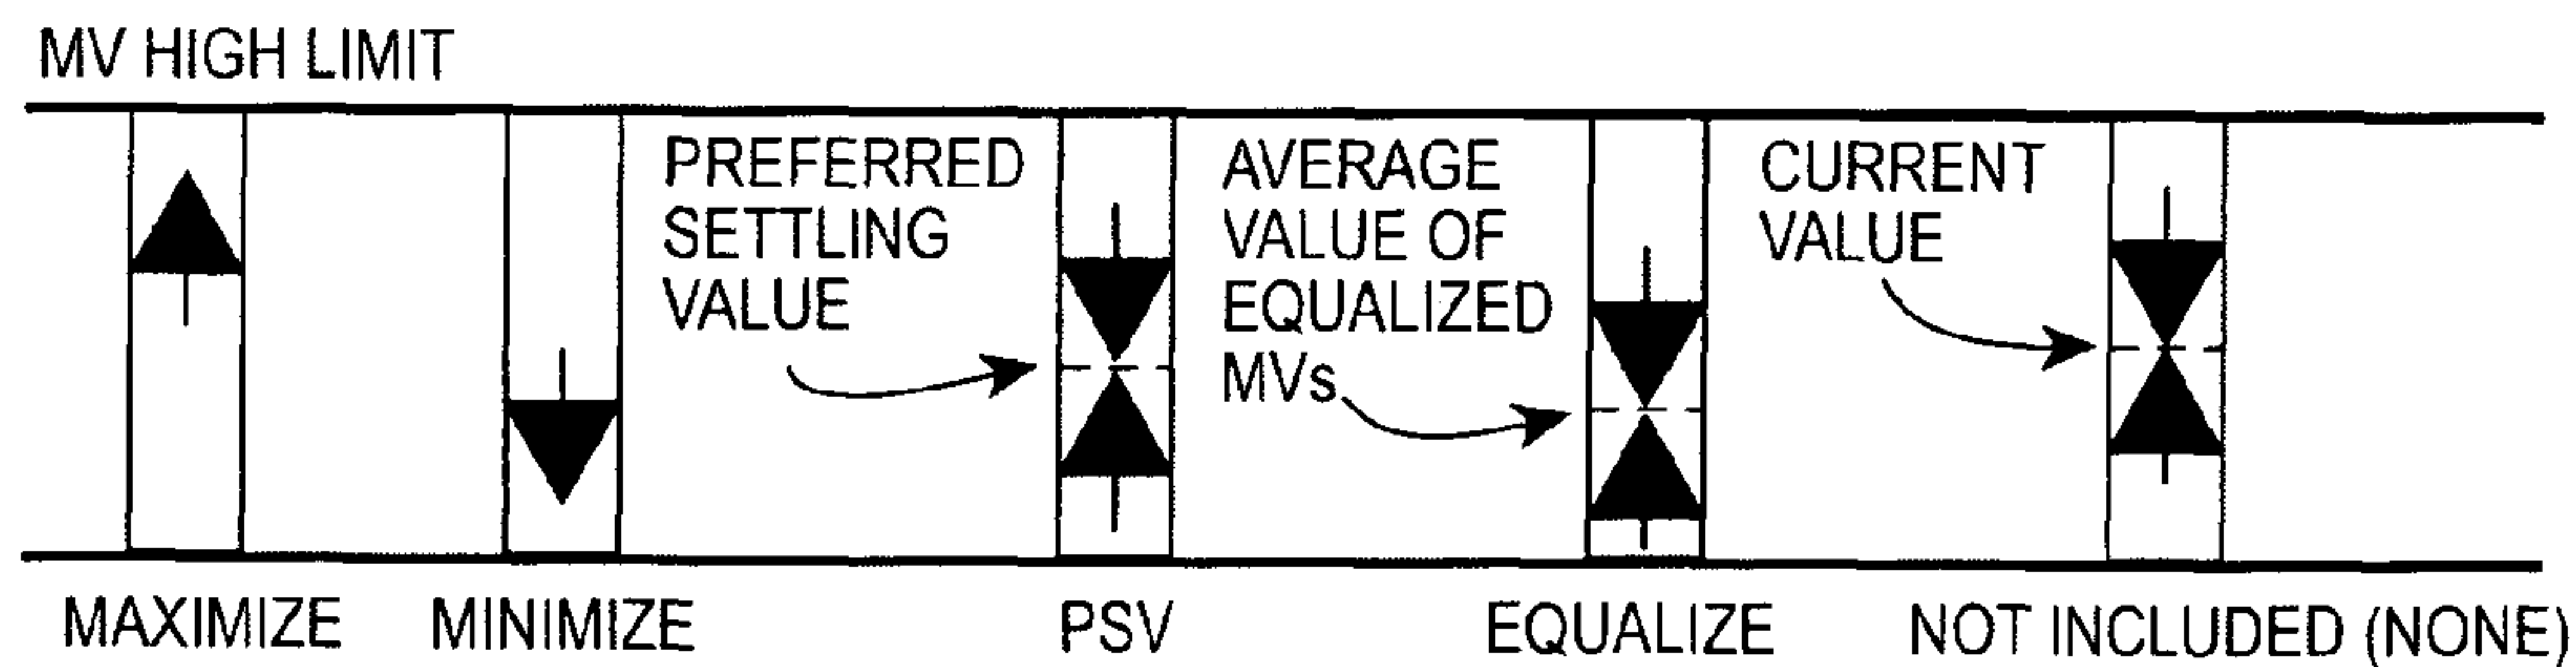 MV HIGH LIMIT
PREFERRED
SETTLING
VALUE
AVERAGE
VALUE OF
EQUALIZED
MVs
CURRENT
VALUE
MAXIMIZE
MINIMIZE
PSV
EQUALIZE
NOT INCLUDED (NONE)